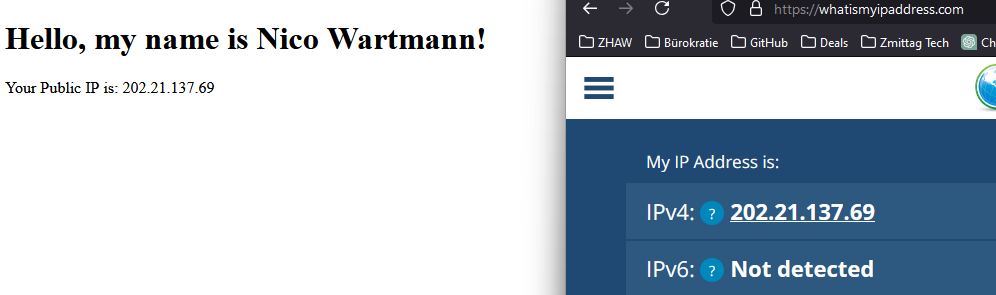 Hello, my name is Nico Wartmann!
Your Public IP is: 202.21.137.69
https://whatismyipaddress.com
ZHAW Bürokratie GitHub Deals Zmittag Tech Ch
My IP Address is:
IPv4: ? 202.21.137.69
IPv6: ? Not detected